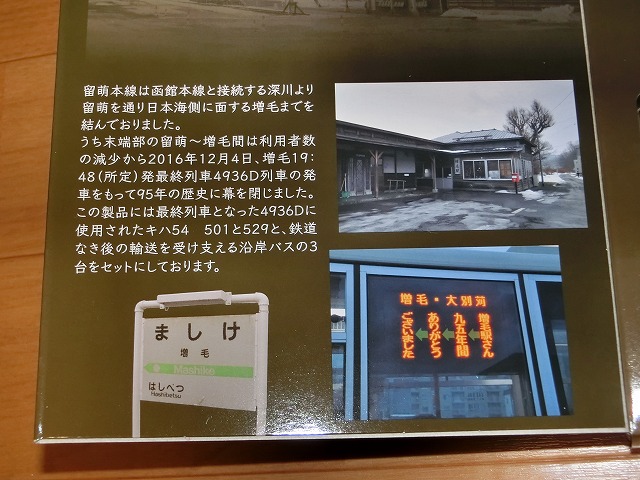 留萌本線は函館本線と接続する深川より
留萌を通り日本海側に面する増毛までを
結んでおりました。
うち末端部の留萌～増毛間は利用者数
の減少から2016年12月4日、増毛19：
48（所定）発最終列車4936D列車の発
車をもって95年の歴史に幕を閉じました。
この製品には最終列車となった4936Dに
使用されたキハ54 501と529と、鉄道
なき後の輸送を受け支える沿岸バスの3
台をセットにしております。
ましけ
増毛
Mashike
はしべつ
Hashibetsu
増毛・大別苅
増毛駅さん
九五年間
ありがとう
ございました